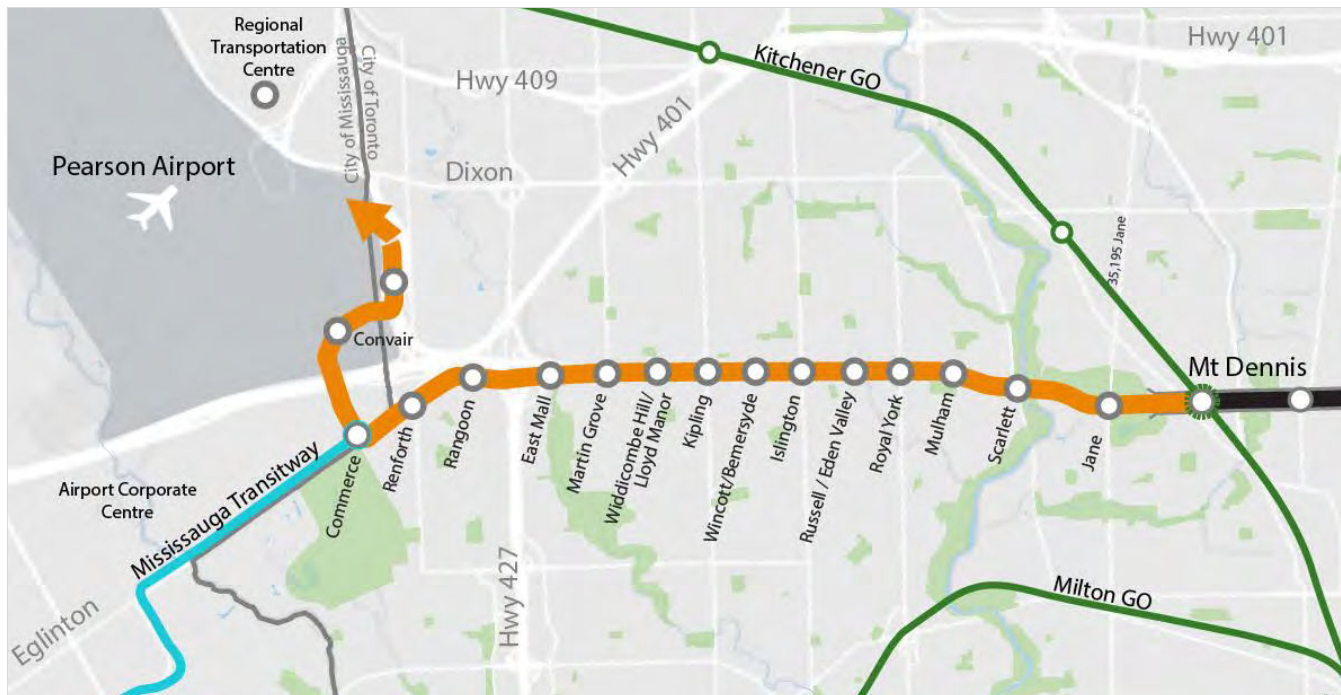 Regional
Transportation
Centre
City of Mississauga
City of Toronto
Hwy 409
Hwy 401
Kitchener GO
Hwy 401
Pearson Airport
Dixon
35,195 Jane
Convair
Mt Dennis
Commerce
Renforth
Rangoon
East Mall
Martin Grove
Widdicombe Hill/
Lloyd Manor
Kipling
Wincott/Bemersyde
Islington
Russell / Eden Valley
Royal York
Mulham
Scarlett
Jane
Airport Corporate
Centre
Mississauga Transitway
Hwy 427
Milton GO
Eglinton